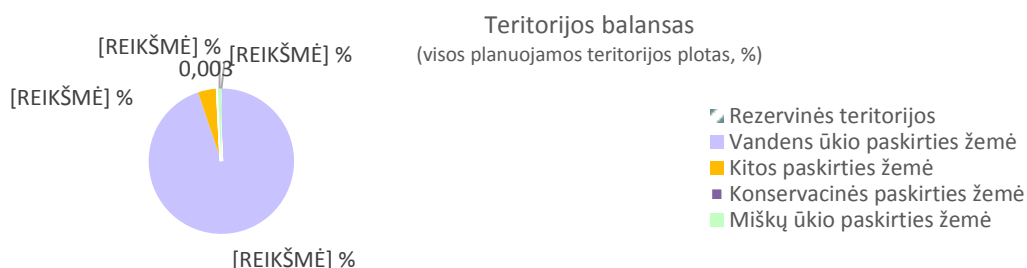 Teritorijos balansas
(visos planuojamos teritorijos plotas, %)
[REIKŠMĖ] %
[REIKŠMĖ] %
0,003
[REIKŠMĖ] %
[REIKŠMĖ] %
Rezervinės teritorijos
Vandens ūkio paskirties žemė
Kitos paskirties žemė
Konservacinės paskirties žemė
Miškų ūkio paskirties žemė